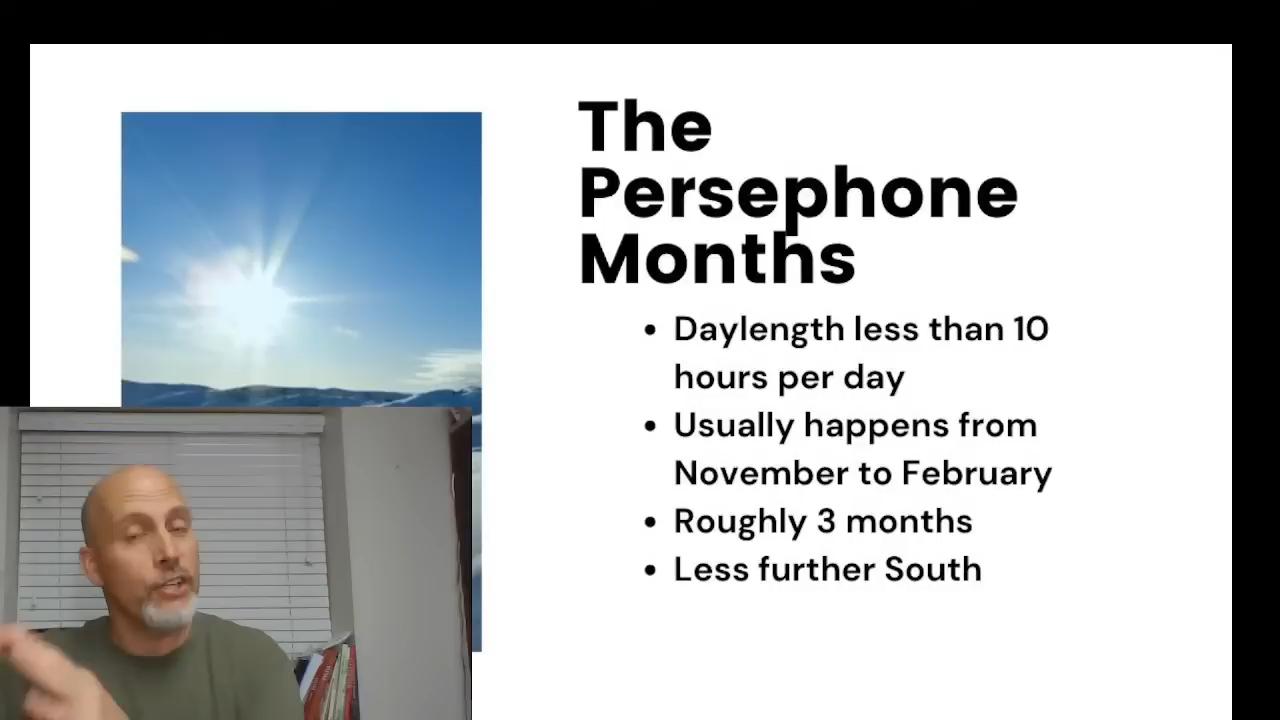 The
Persephone
Months
• Daylength less than 10
hours per day
• Usually happens from
November to February
• Roughly 3 months
• Less further South